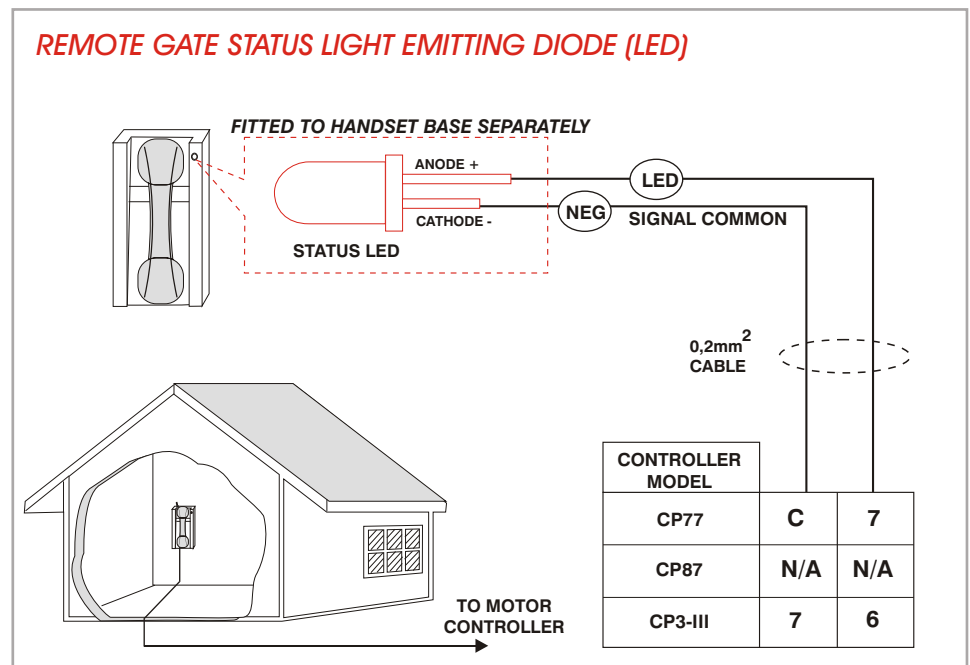 REMOTE GATE STATUS LIGHT EMITTING DIODE (LED)
FITTED TO HANDSET BASE SEPARATELY
ANODE +
LED
CATHODE -
NEG
SIGNAL COMMON
STATUS LED
0,2mm²
CABLE
CONTROLLER
MODEL
CP77 C 7
CP87 N/A N/A
CP3-III 7 6
TO MOTOR
CONTROLLER